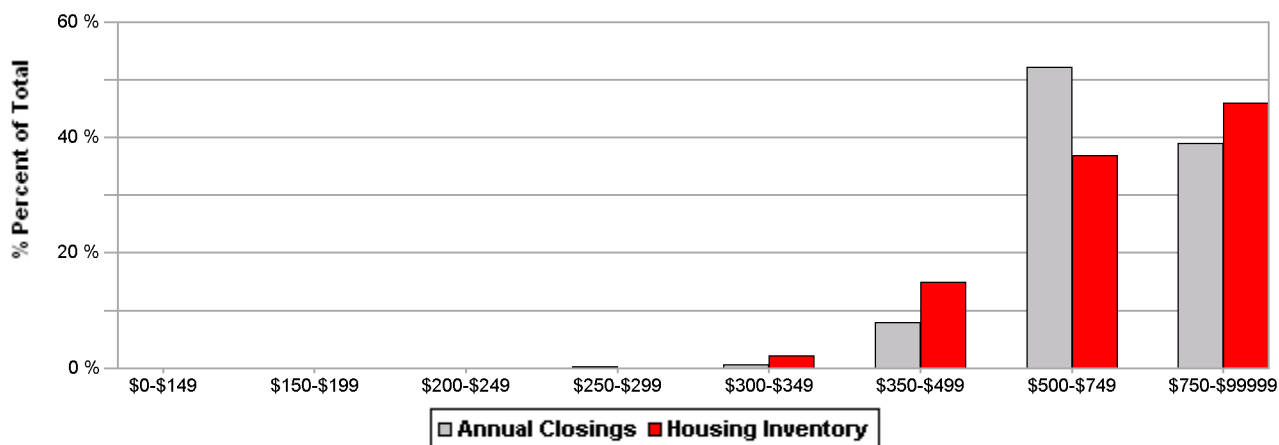 60 %
40 %
20 %
0 %
% Percent of Total
$0-$149 $150-$199 $200-$249 $250-$299 $300-$349 $350-$499 $500-$749 $750-$99999
Annual Closings Housing Inventory